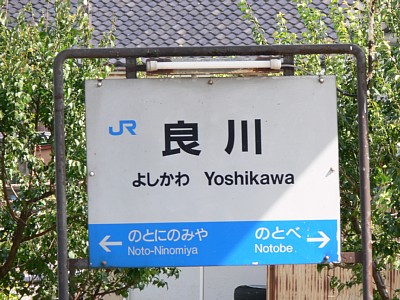 JR 良川
よしかわ Yoshikawa
← のとにのみや のとべ →
Noto-Ninomiya Notobe